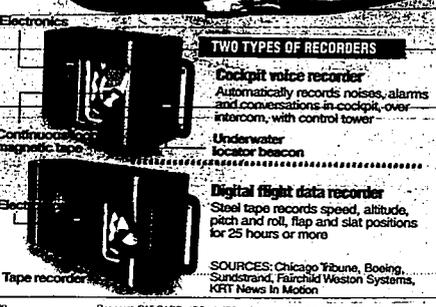 Electronics
TWO TYPES OF RECORDERS
Cockpit voice recorder
Automatically records noises, alarms
and conversations in cockpit, over
intercom, with control tower
Continuous loop
magnetic tape
Underwater
locator beacon
Digital flight data recorder
Steel tape records speed, altitude,
pitch and roll, flap and slat positions
for 25 hours or more
Tape recorder
SOURCES: Chicago Tribune, Boeing,
Sundstrand, Fairchild Weston Systems,
KRT News In Motion